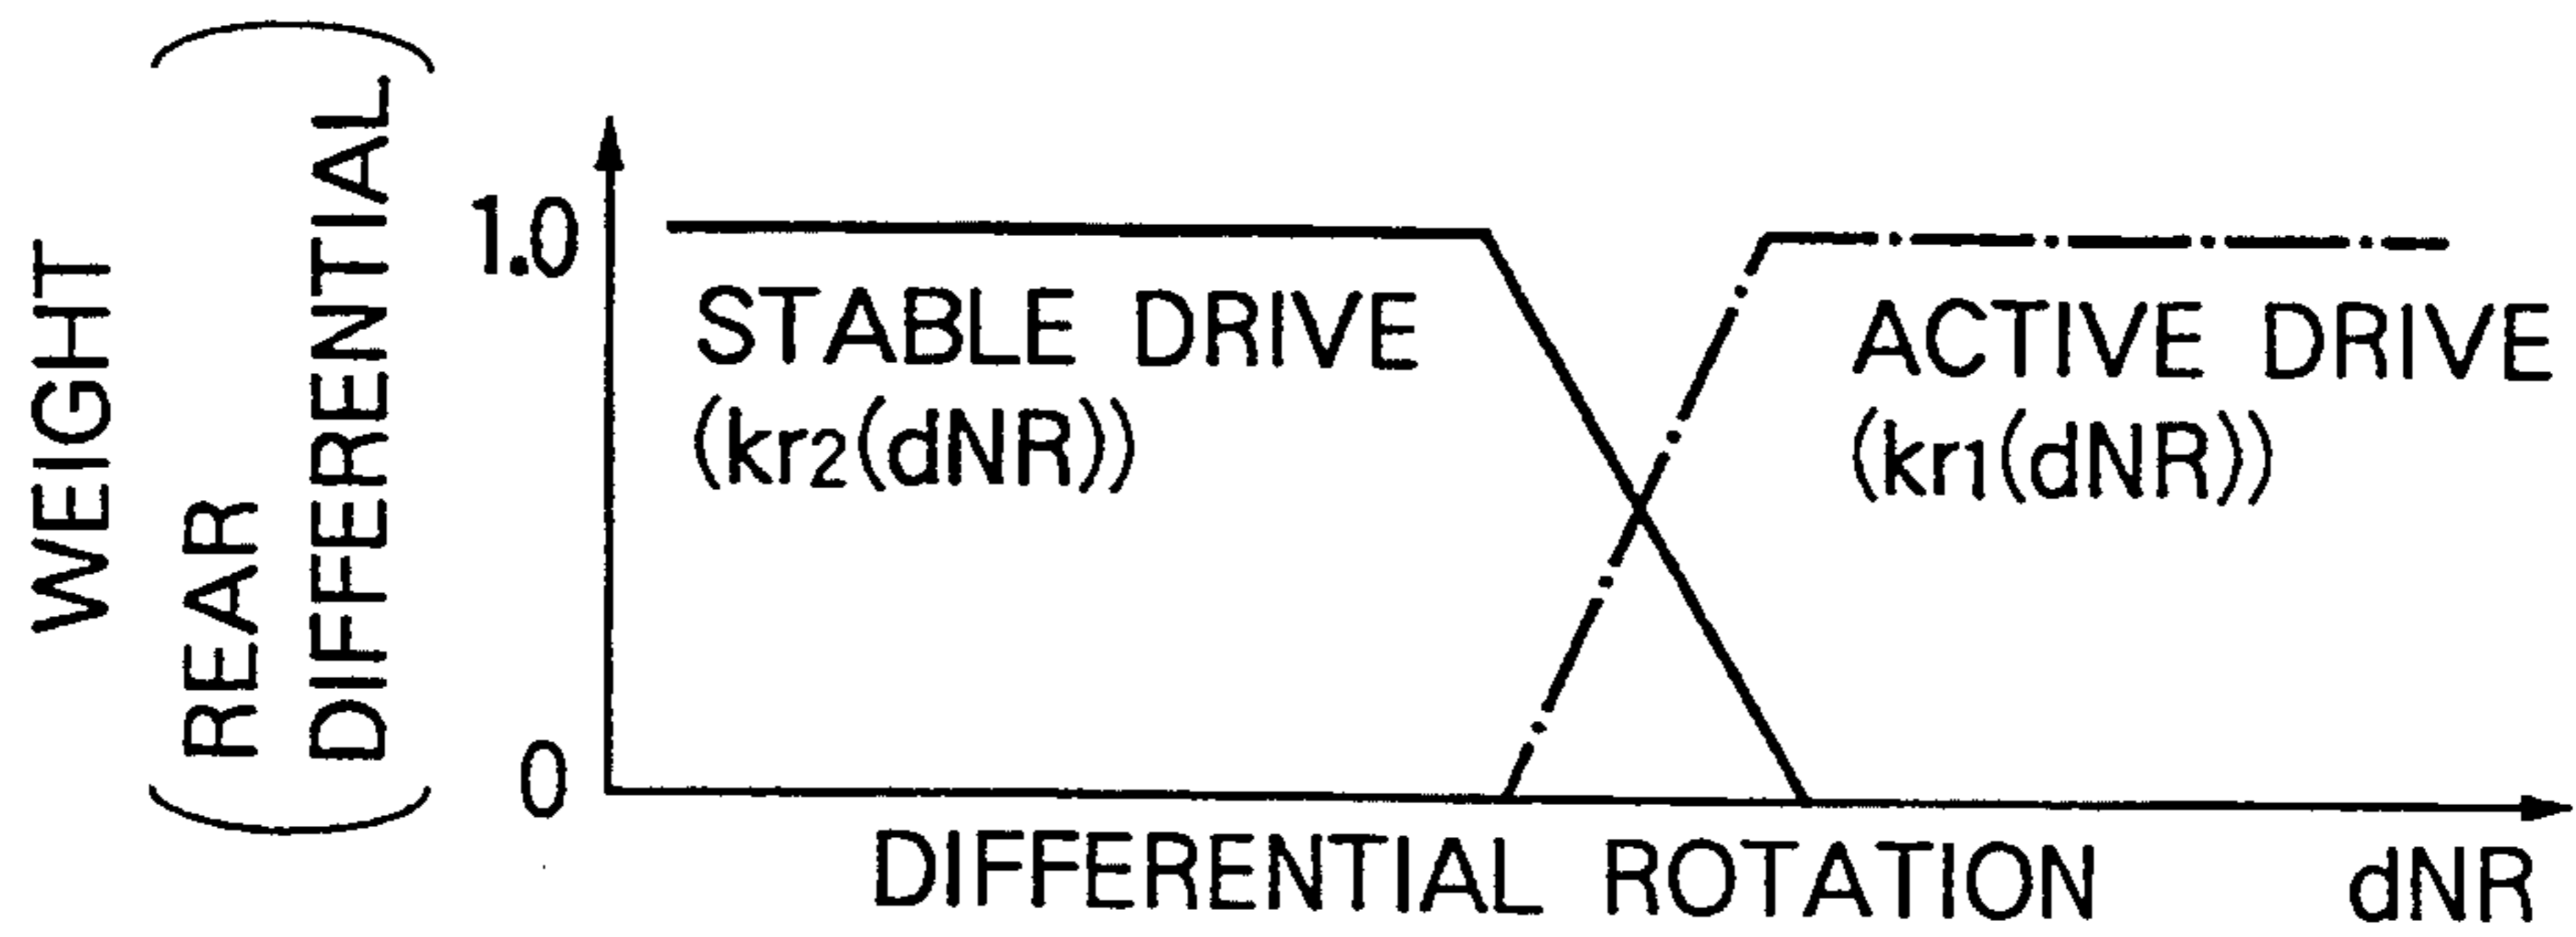 WEIGHT
(REAR
DIFFERENTIAL)
1.0
0
STABLE DRIVE
(kr2(dNR))
ACTIVE DRIVE
(kr1(dNR))
DIFFERENTIAL ROTATION dNR